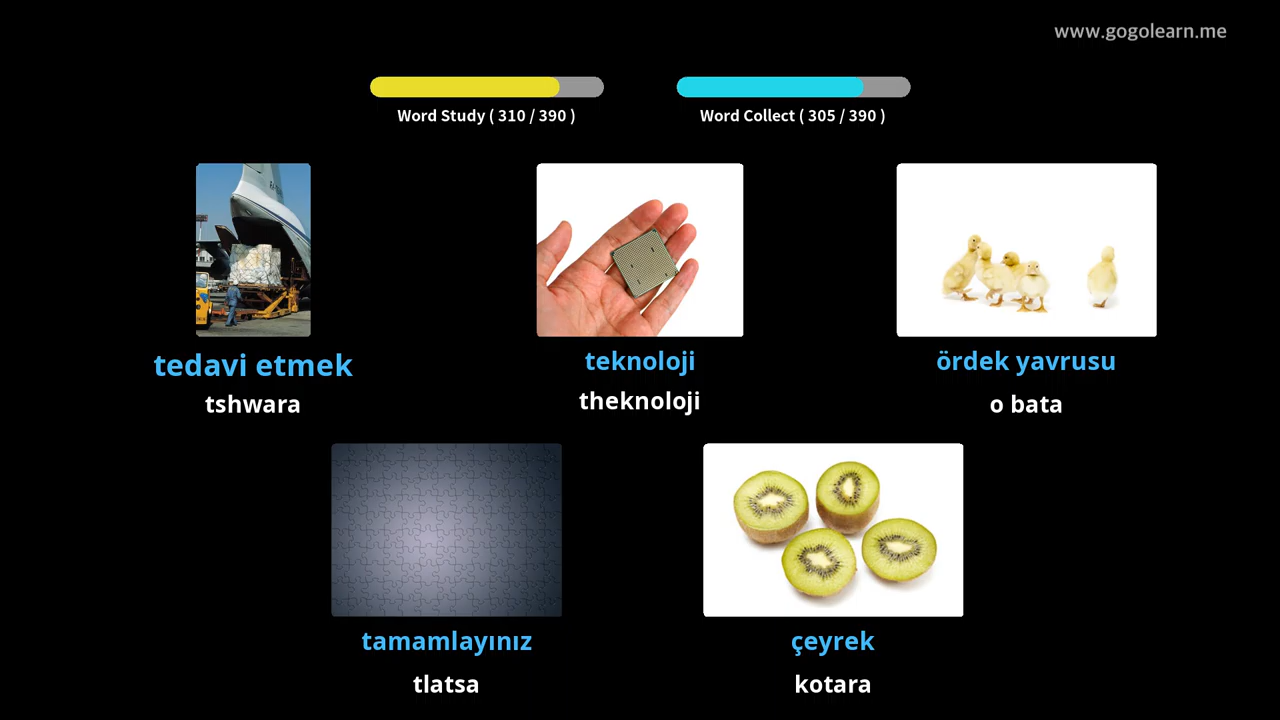 www.gogolearn.me
Word Study ( 310 / 390 )
Word Collect ( 305 / 390 )
tedavi etmek
tshwara
teknoloji
theknoloji
ördek yavrusu
o bata
tamamlayınız
tlatsa
çeyrek
kotara